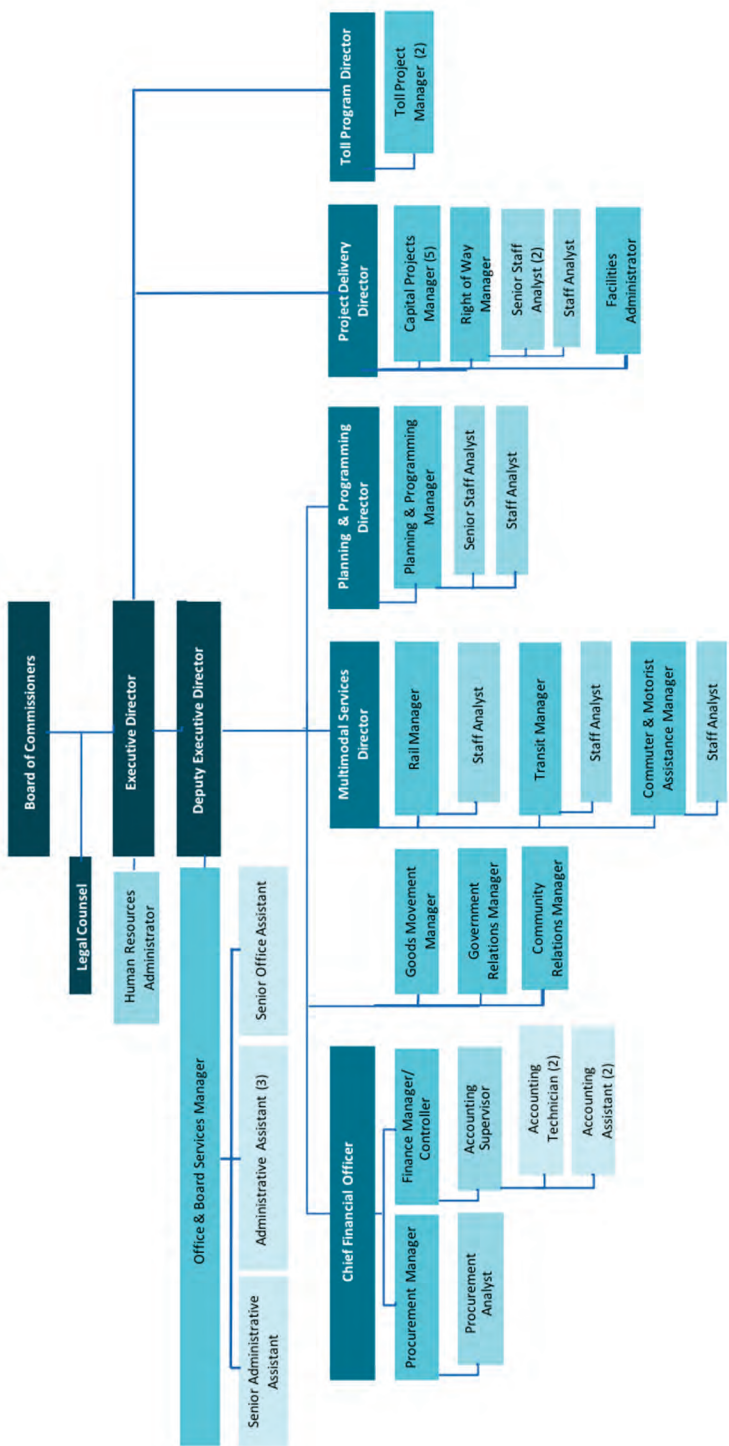 Board of Commissioners
Legal Counsel
Executive Director
Human Resources
Administrator
Deputy Executive Director
Office & Board Services Manager
Senior Administrative
Assistant
Administrative Assistant (3)
Senior Office Assistant
Chief Financial Officer
Procurement Manager
Procurement
Analyst
Finance Manager/
Controller
Accounting
Supervisor
Accounting
Technician (2)
Accounting
Assistant (2)
Goods Movement
Manager
Government
Relations Manager
Community
Relations Manager
Multimodal Services
Director
Rail Manager
Staff Analyst
Transit Manager
Staff Analyst
Commuter & Motorist
Assistance Manager
Staff Analyst
Planning & Programming
Director
Planning & Programming
Manager
Senior Staff Analyst
Staff Analyst
Project Delivery
Director
Capital Projects
Manager (5)
Right of Way
Manager
Senior Staff
Analyst (2)
Staff Analyst
Facilities
Administrator
Toll Program Director
Toll Project
Manager (2)